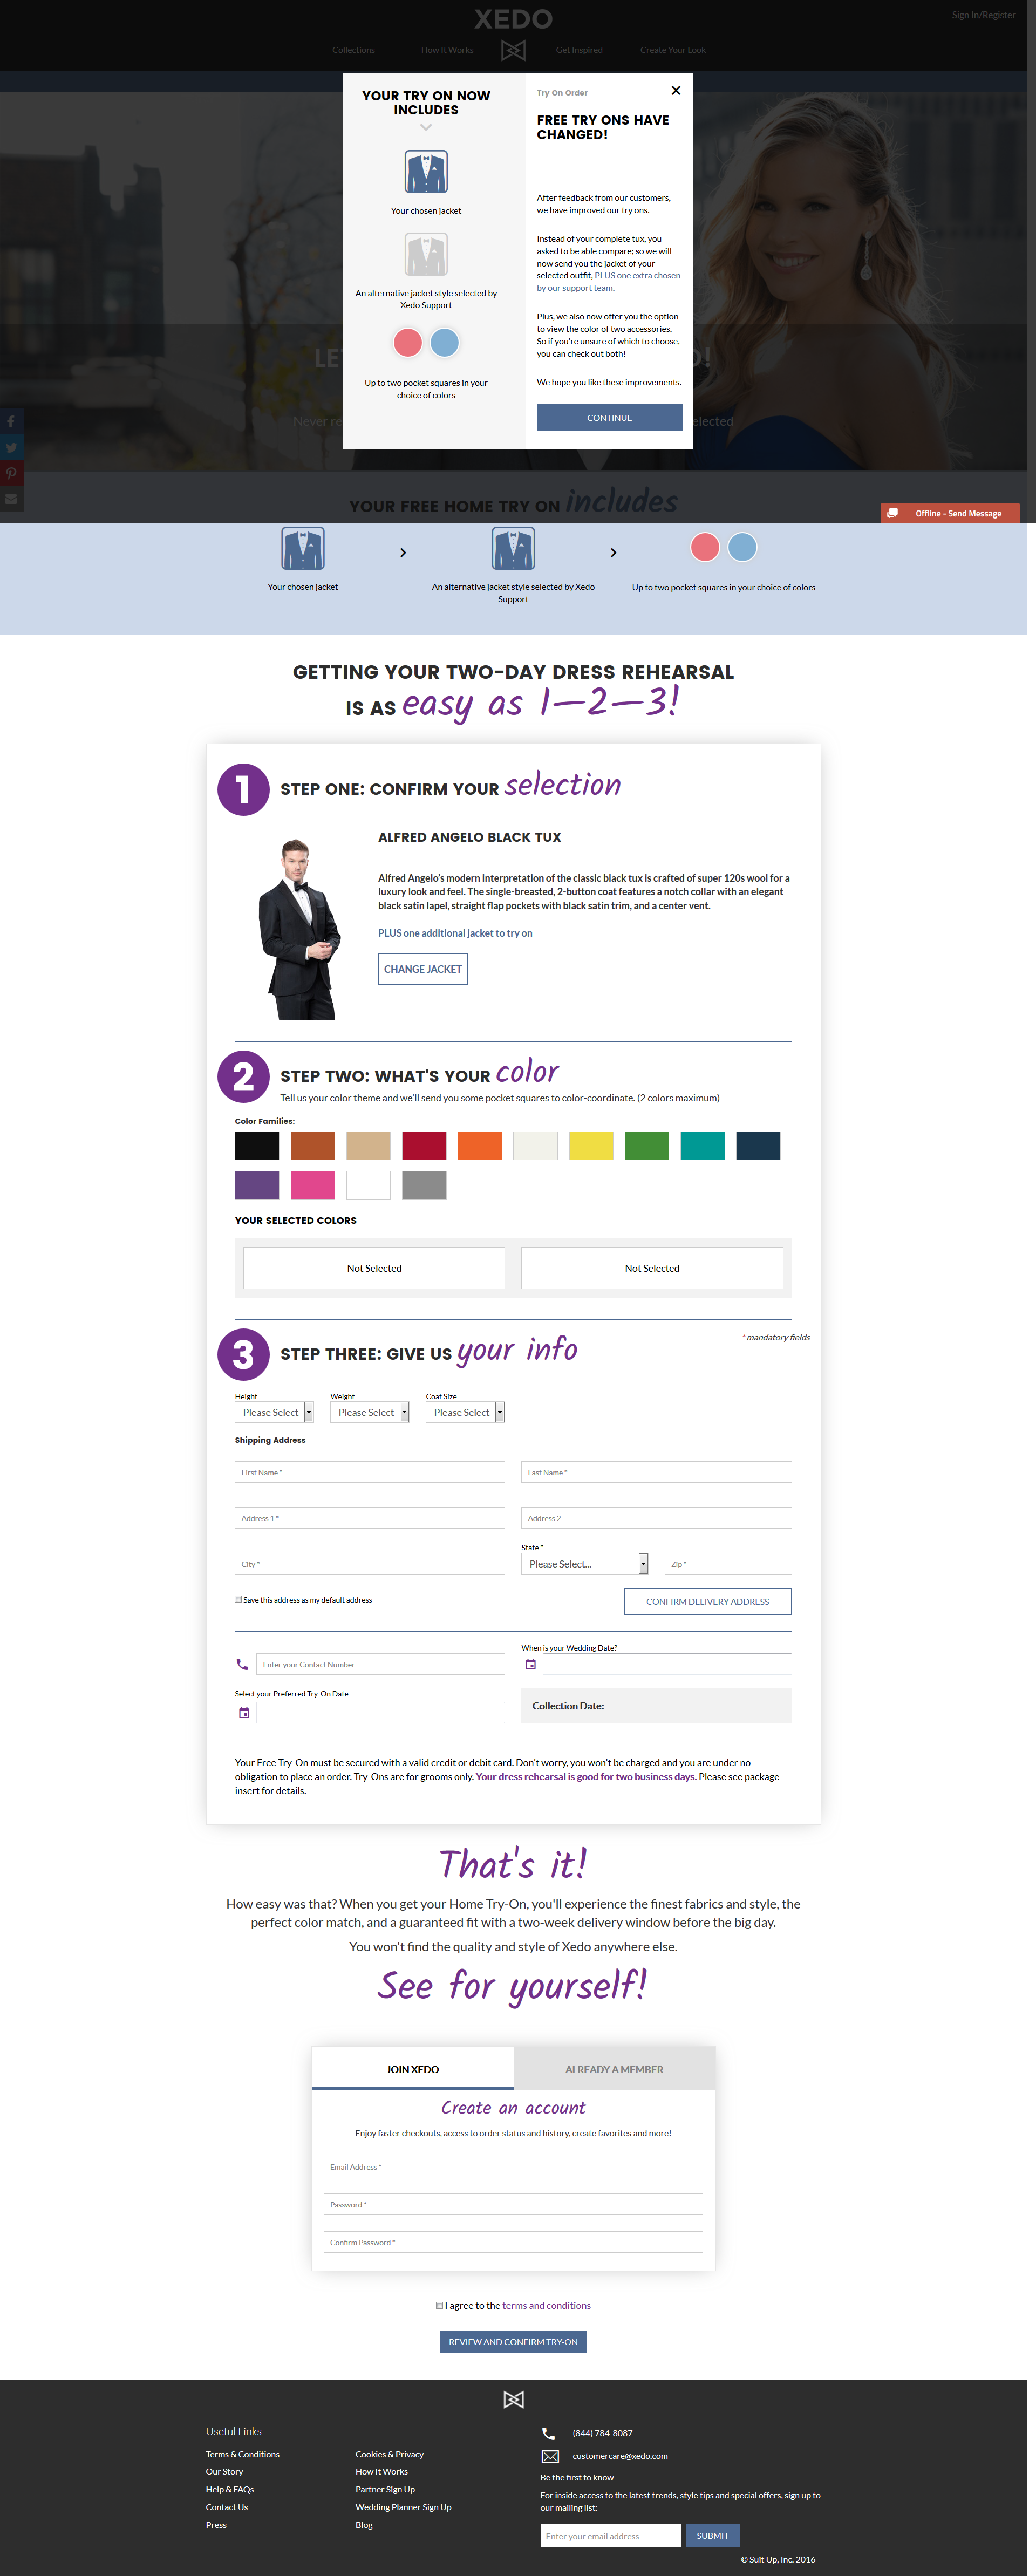 XEDO
Sign In/Register
Collections
How It Works
Get Inspired
Create Your Look
YOUR TRY ON NOW
INCLUDES
Your chosen jacket
An alternative jacket style selected by
Xedo Support
Up to two pocket squares in your
choice of colors
Try On Order
FREE TRY ONS HAVE
CHANGED!
After feedback from our customers,
we have improved our try ons.
Instead of your complete tux, you
asked to be able compare; so we will
now send you the jacket of your
selected outfit, PLUS one extra chosen
by our support team.
Plus, we also now offer you the option
to view the color of two accessories.
So if you're unsure of which to choose,
you can check out both!
We hope you like these improvements.
CONTINUE
Never
YOUR FREE HOME TRY ON includes
Offline - Send Message
Your chosen jacket
An alternative jacket style selected by Xedo
Support
Up to two pocket squares in your choice of colors
GETTING YOUR TWO-DAY DRESS REHEARSAL
IS AS easy as 1–2–3!
1 STEP ONE: CONFIRM YOUR selection
ALFRED ANGELO BLACK TUX
Alfred Angelo's modern interpretation of the classic black tux is crafted of super 120s wool for a
luxury look and feel. The single-breasted, 2-button coat features a notch collar with an elegant
black satin lapel, straight flap pockets with black satin trim, and a center vent.
PLUS one additional jacket to try on
CHANGE JACKET
2 STEP TWO: WHAT'S YOUR color
Tell us your color theme and we'll send you some pocket squares to color-coordinate. (2 colors maximum)
Color Families:
YOUR SELECTED COLORS
Not Selected
Not Selected
3 STEP THREE: GIVE US your info
* mandatory fields
Height
Weight
Coat Size
Please Select
Please Select
Please Select
Shipping Address
First Name *
Last Name *
Address 1 *
Address 2
State *
City *
Please Select...
Zip *
Save this address as my default address
CONFIRM DELIVERY ADDRESS
When is your Wedding Date?
Enter your Contact Number
Select your Preferred Try-On Date
Collection Date:
Your Free Try-On must be secured with a valid credit or debit card. Don't worry, you won't be charged and you are under no
obligation to place an order. Try-Ons are for grooms only. Your dress rehearsal is good for two business days. Please see package
insert for details.
That's it!
How easy was that? When you get your Home Try-On, you'll experience the finest fabrics and style, the
perfect color match, and a guaranteed fit with a two-week delivery window before the big day.
You won't find the quality and style of Xedo anywhere else.
See for yourself!
JOIN XEDO
ALREADY A MEMBER
Create an account
Enjoy faster checkouts, access to order status and history, create favorites and more!
Email Address *
Password *
Confirm Password *
I agree to the terms and conditions
REVIEW AND CONFIRM TRY-ON
Useful Links
Terms & Conditions
Our Story
Help & FAQs
Contact Us
Press
Cookies & Privacy
How It Works
Partner Sign Up
Wedding Planner Sign Up
Blog
(844) 784-8087
customercare@xedo.com
Be the first to know
For inside access to the latest trends, style tips and special offers, sign up to
our mailing list:
Enter your email address
SUBMIT
© Suit Up, Inc. 2016